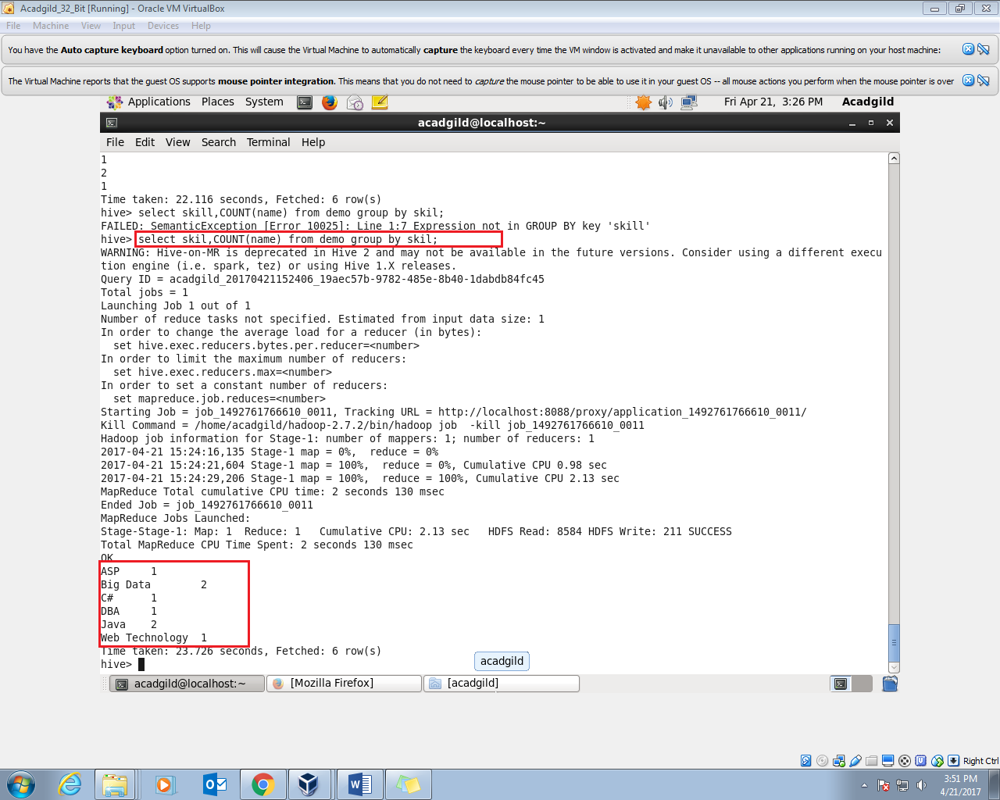 Acadgild_32_Bit [Running] - Oracle VM VirtualBox
File Machine View Input Devices Help
You have the Auto capture keyboard option turned on. This will cause the Virtual Machine to automatically capture the keyboard every time the VM window is activated and make it unavailable to other applications running on your host machine:
The Virtual Machine reports that the guest OS supports mouse pointer integration. This means that you do not need to capture the mouse pointer to be able to use it in your guest OS -- all mouse actions you perform when the mouse pointer is over
Applications Places System Fri Apr 21, 3:26 PM Acadgild
acadgild@localhost:~
File Edit View Search Terminal Help
1
2
1
Time taken: 22.116 seconds, Fetched: 6 row(s)
hive> select skill,COUNT(name) from demo group by skil;
FAILED: SemanticException [Error 10025]: Line 1:7 Expression not in GROUP BY key 'skill'
hive> select skil,COUNT(name) from demo group by skil;
WARNING: Hive-on-MR is deprecated in Hive 2 and may not be available in the future versions. Consider using a different execu
tion engine (i.e. spark, tez) or using Hive 1.X releases.
Query ID = acadgild_20170421152406_19aec57b-9782-485e-8b40-1dabdb84fc45
Total jobs = 1
Launching Job 1 out of 1
Number of reduce tasks not specified. Estimated from input data size: 1
In order to change the average load for a reducer (in bytes):
  set hive.exec.reducers.bytes.per.reducer=<number>
In order to limit the maximum number of reducers:
  set hive.exec.reducers.max=<number>
In order to set a constant number of reducers:
  set mapreduce.job.reduces=<number>
Starting Job = job_1492761766610_0011, Tracking URL = http://localhost:8088/proxy/application_1492761766610_0011/
Kill Command = /home/acadgild/hadoop-2.7.2/bin/hadoop job  -kill job_1492761766610_0011
Hadoop job information for Stage-1: number of mappers: 1; number of reducers: 1
2017-04-21 15:24:16,135 Stage-1 map = 0%,  reduce = 0%
2017-04-21 15:24:21,604 Stage-1 map = 100%,  reduce = 0%, Cumulative CPU 0.98 sec
2017-04-21 15:24:29,206 Stage-1 map = 100%,  reduce = 100%, Cumulative CPU 2.13 sec
MapReduce Total cumulative CPU time: 2 seconds 130 msec
Ended Job = job_1492761766610_0011
MapReduce Jobs Launched:
Stage-Stage-1: Map: 1  Reduce: 1   Cumulative CPU: 2.13 sec   HDFS Read: 8584 HDFS Write: 211 SUCCESS
Total MapReduce CPU Time Spent: 2 seconds 130 msec
OK
ASP 1
Big Data 2
C# 1
DBA 1
Java 2
Web Technology 1
Time taken: 23.726 seconds, Fetched: 6 row(s)
hive>
acadgild
acadgild@localhost:~ [Mozilla Firefox] [acadgild]
Right Ctrl
3:51 PM
4/21/2017